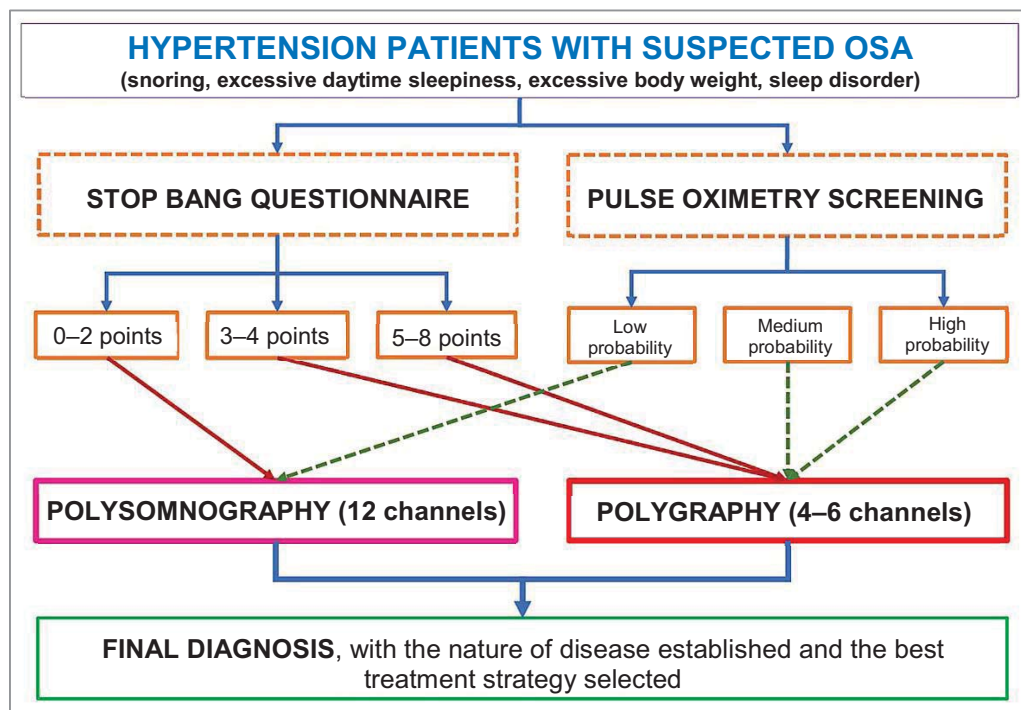 HYPERTENSION PATIENTS WITH SUSPECTED OSA
(snoring, excessive daytime sleepiness, excessive body weight, sleep disorder)
STOP BANG QUESTIONNAIRE
PULSE OXIMETRY SCREENING
0–2 points
3–4 points
5–8 points
Low
probability
Medium
probability
High
probability
POLYSOMNOGRAPHY (12 channels)
POLYGRAPHY (4–6 channels)
FINAL DIAGNOSIS, with the nature of disease established and the best
treatment strategy selected